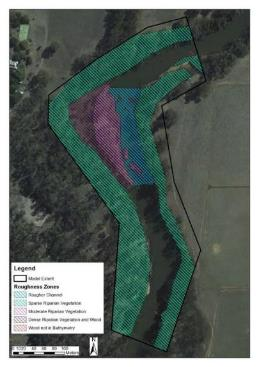 Legend
Model Extent
Roughness Zones
Rougher Channel
Sparse Riparian Vegetation
Moderate Riparian Vegetation
Dense Riparian Vegetation and Wood
Wood not in Bathymetry
Meters
N